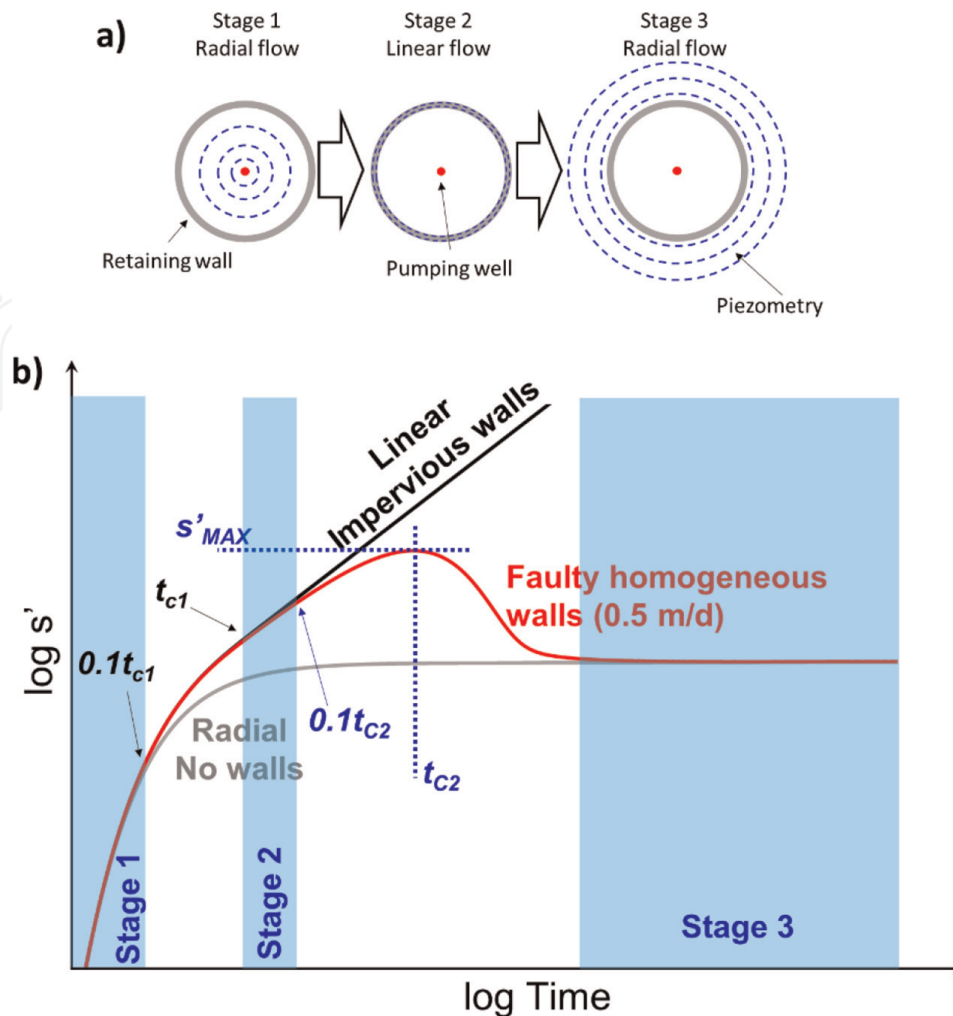 a)
Stage 1
Radial flow
Stage 2
Linear flow
Stage 3
Radial flow
Retaining wall
Pumping well
Piezometry
b)
log s'
Linear
Impervious walls
s'MAX
tc1
0.1tc1
Faulty homogeneous
walls (0.5 m/d)
Radial
No walls
0.1tC2
tC2
Stage 1
Stage 2
Stage 3
log Time